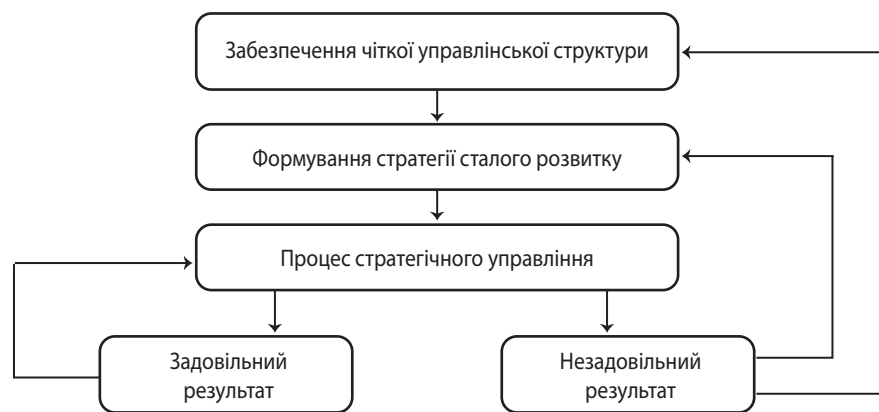 Забезпечення чіткої управлінської структури
Формування стратегії сталого розвитку
Процес стратегічного управління
Задовільний
результат
Незадовільний
результат